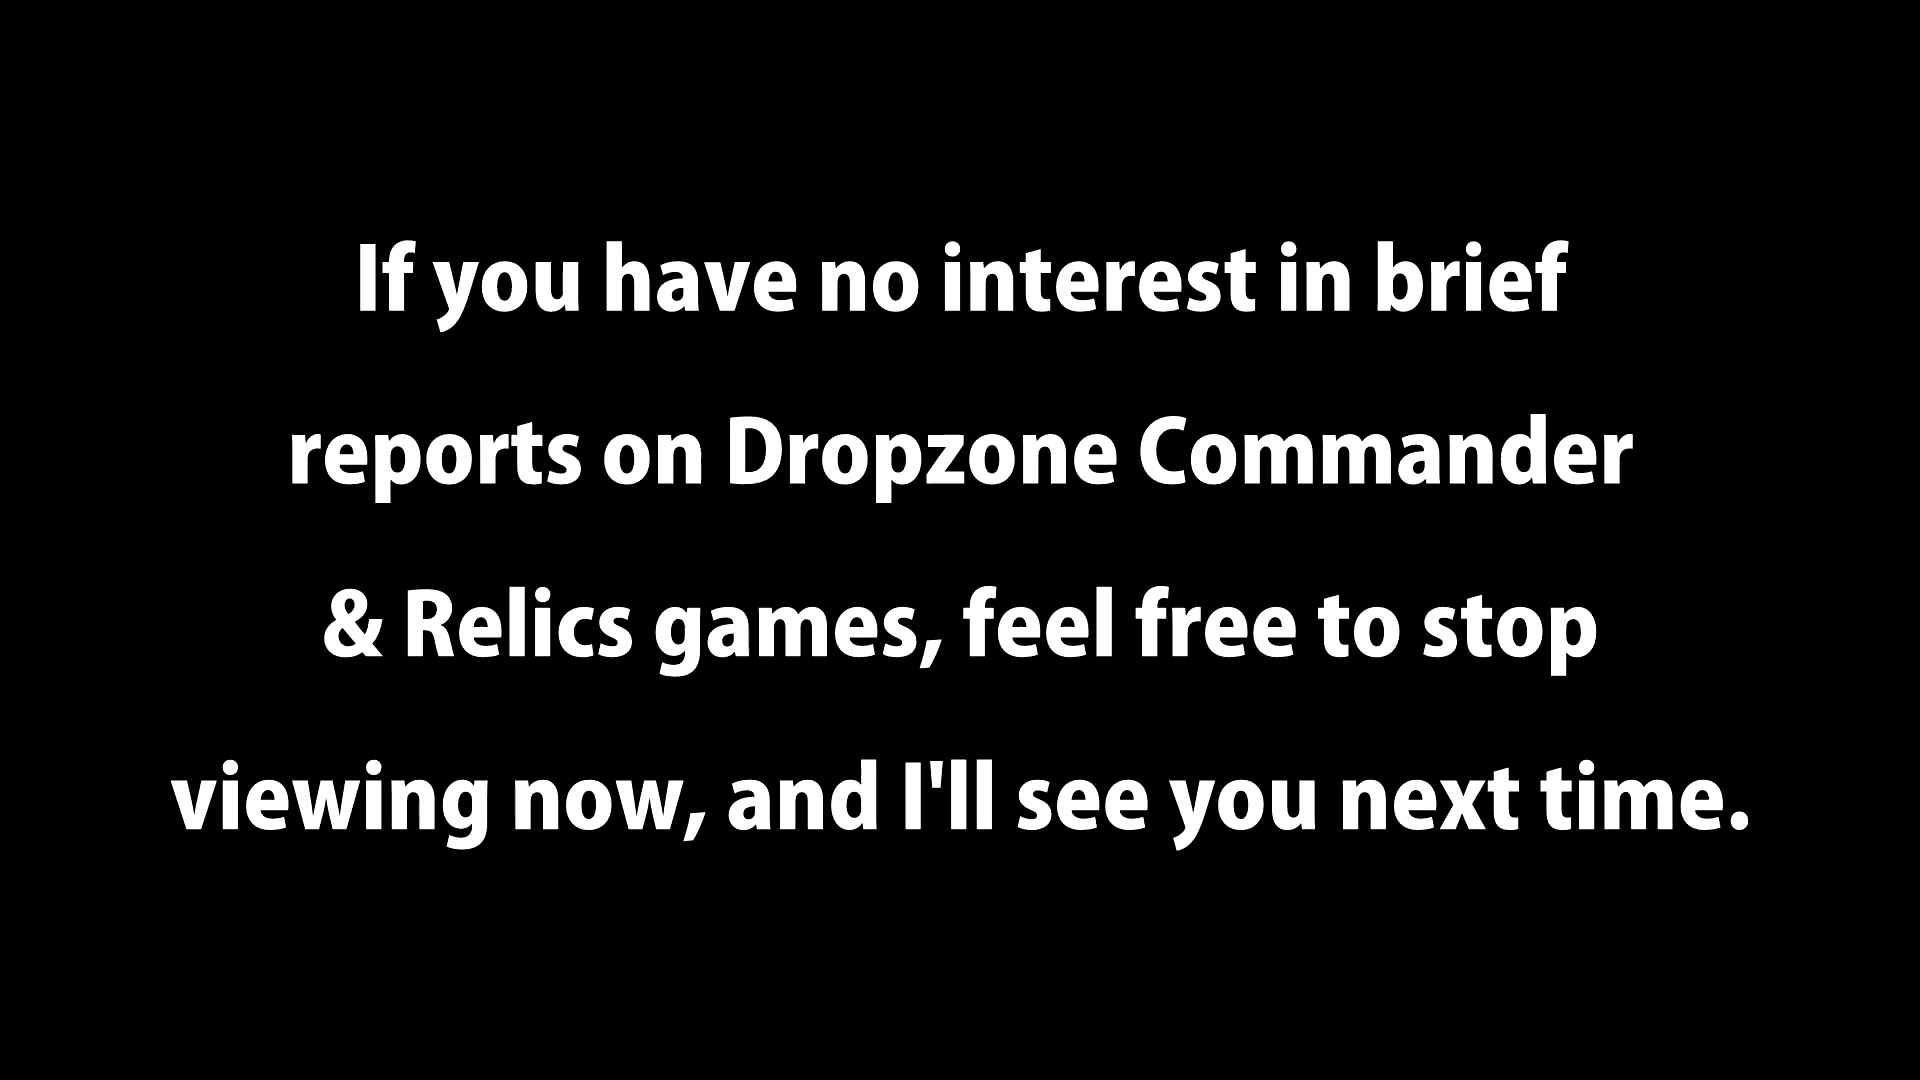 If you have no interest in brief
reports on Dropzone Commander
& Relics games, feel free to stop
viewing now, and I'll see you next time.